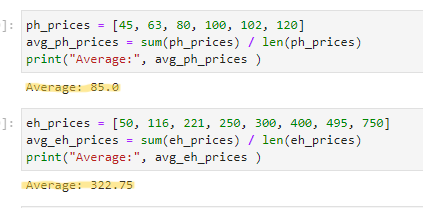 ]: ph_prices = [45, 63, 80, 100, 102, 120]
avg_ph_prices = sum(ph_prices) / len(ph_prices)
print("Average:", avg_ph_prices )
Average: 85.0
]: eh_prices = [50, 116, 221, 250, 300, 400, 495, 750]
avg_eh_prices = sum(eh_prices) / len(eh_prices)
print("Average:", avg_eh_prices )
Average: 322.75